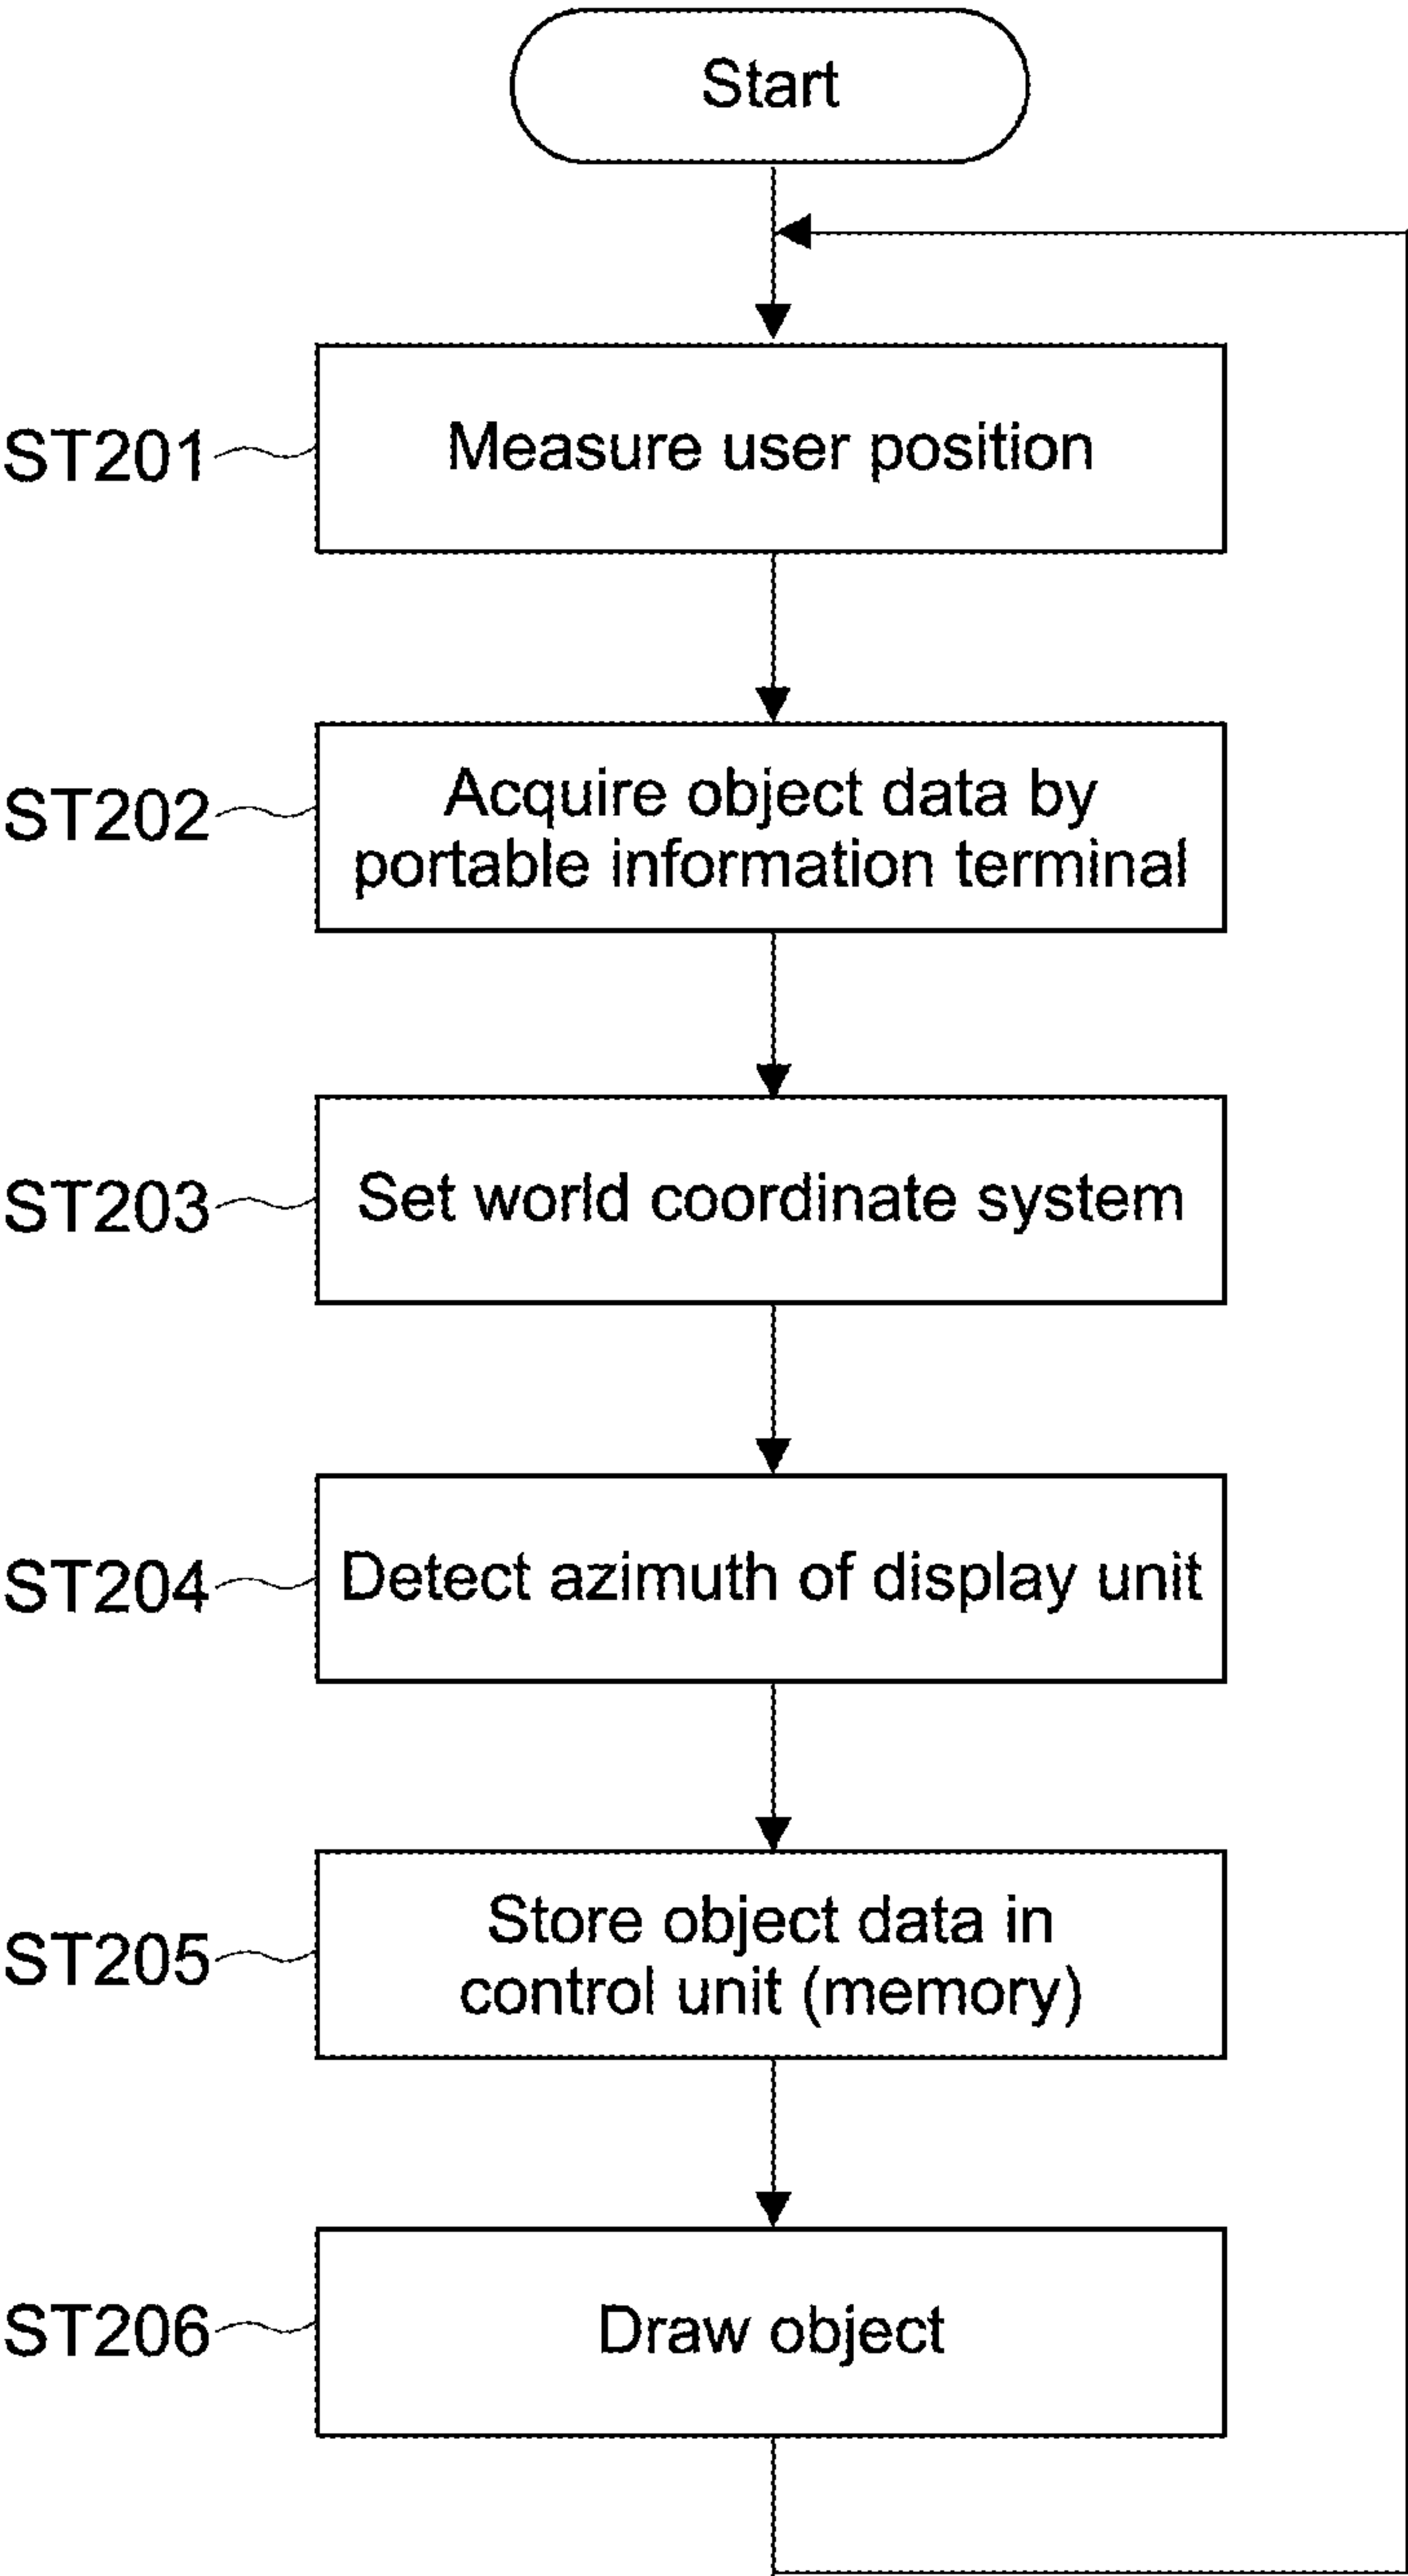 Start
ST201
Measure user position
ST202
Acquire object data by
portable information terminal
ST203
Set world coordinate system
ST204
Detect azimuth of display unit
ST205
Store object data in
control unit (memory)
ST206
Draw object